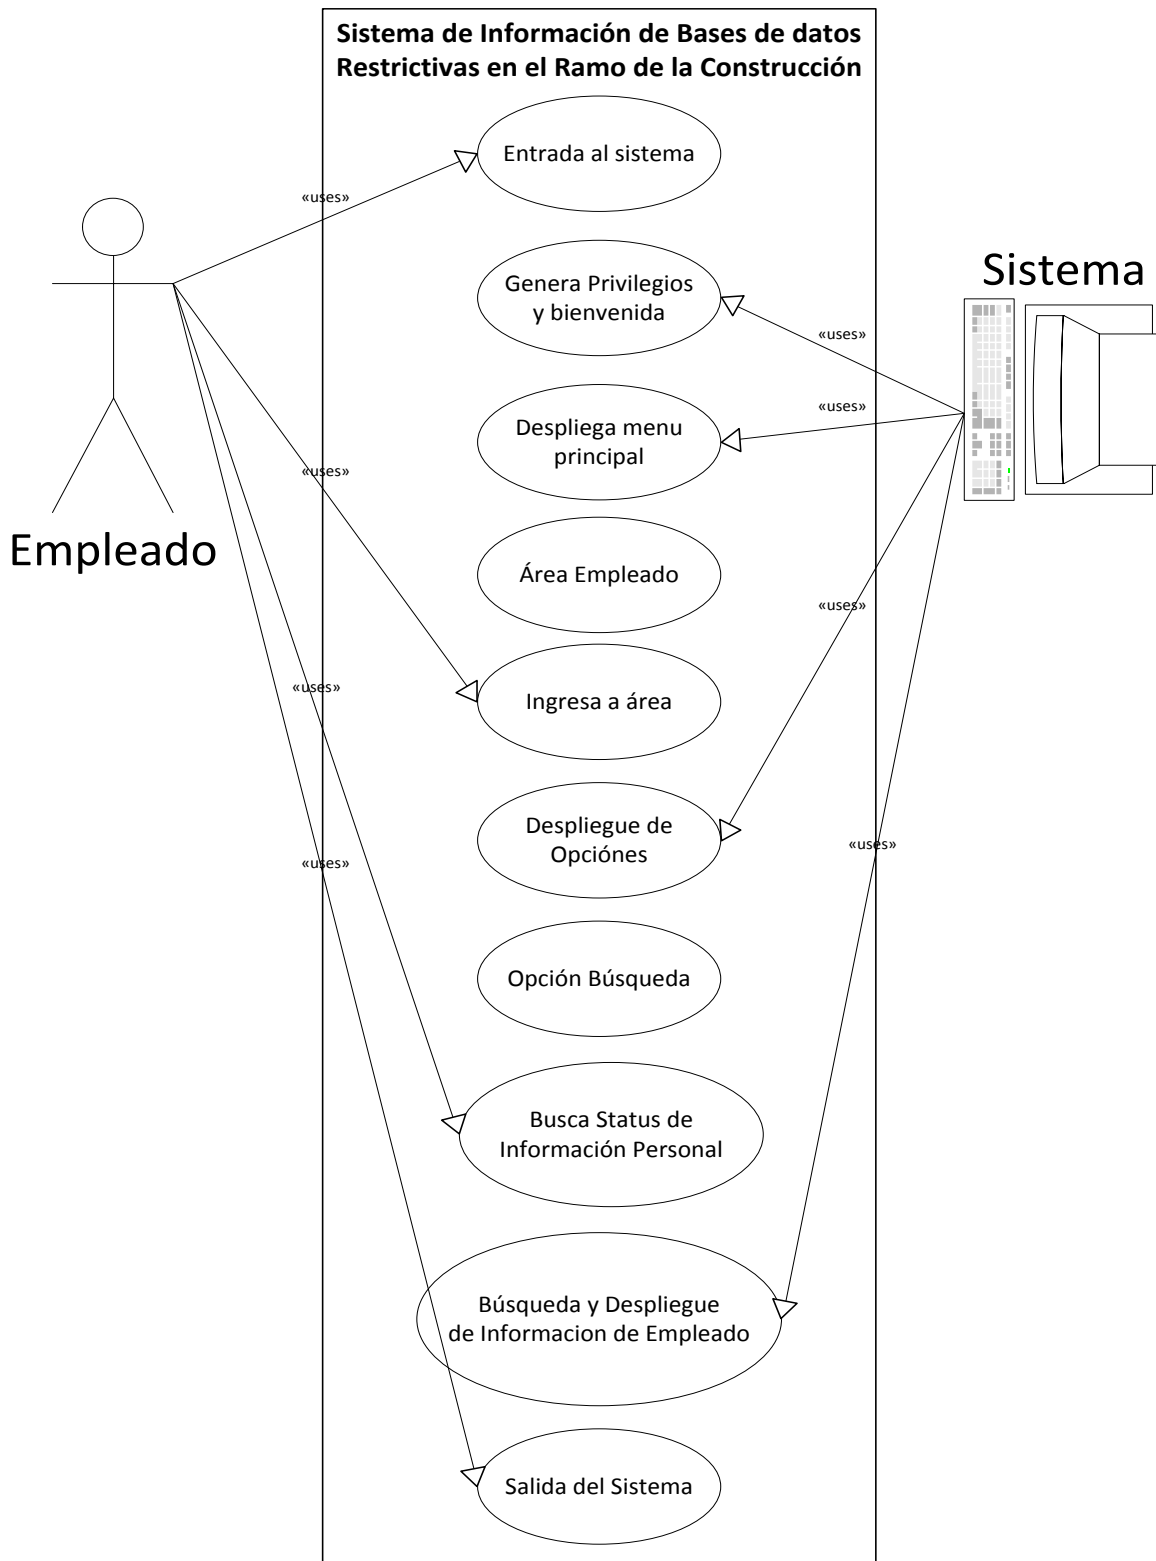 Sistema de Información de Bases de datos
Restrictivas en el Ramo de la Construcción
Entrada al sistema
«uses»
Genera Privilegios
y bienvenida
Sistema
«uses»
«uses»
Despliega menu
principal
«uses»
Empleado
Área Empleado
«uses»
«uses»
Ingresa a área
Despliegue de
Opciónes
«uses»
«uses»
Opción Búsqueda
Busca Status de
Información Personal
Búsqueda y Despliegue
de Informacion de Empleado
Salida del Sistema